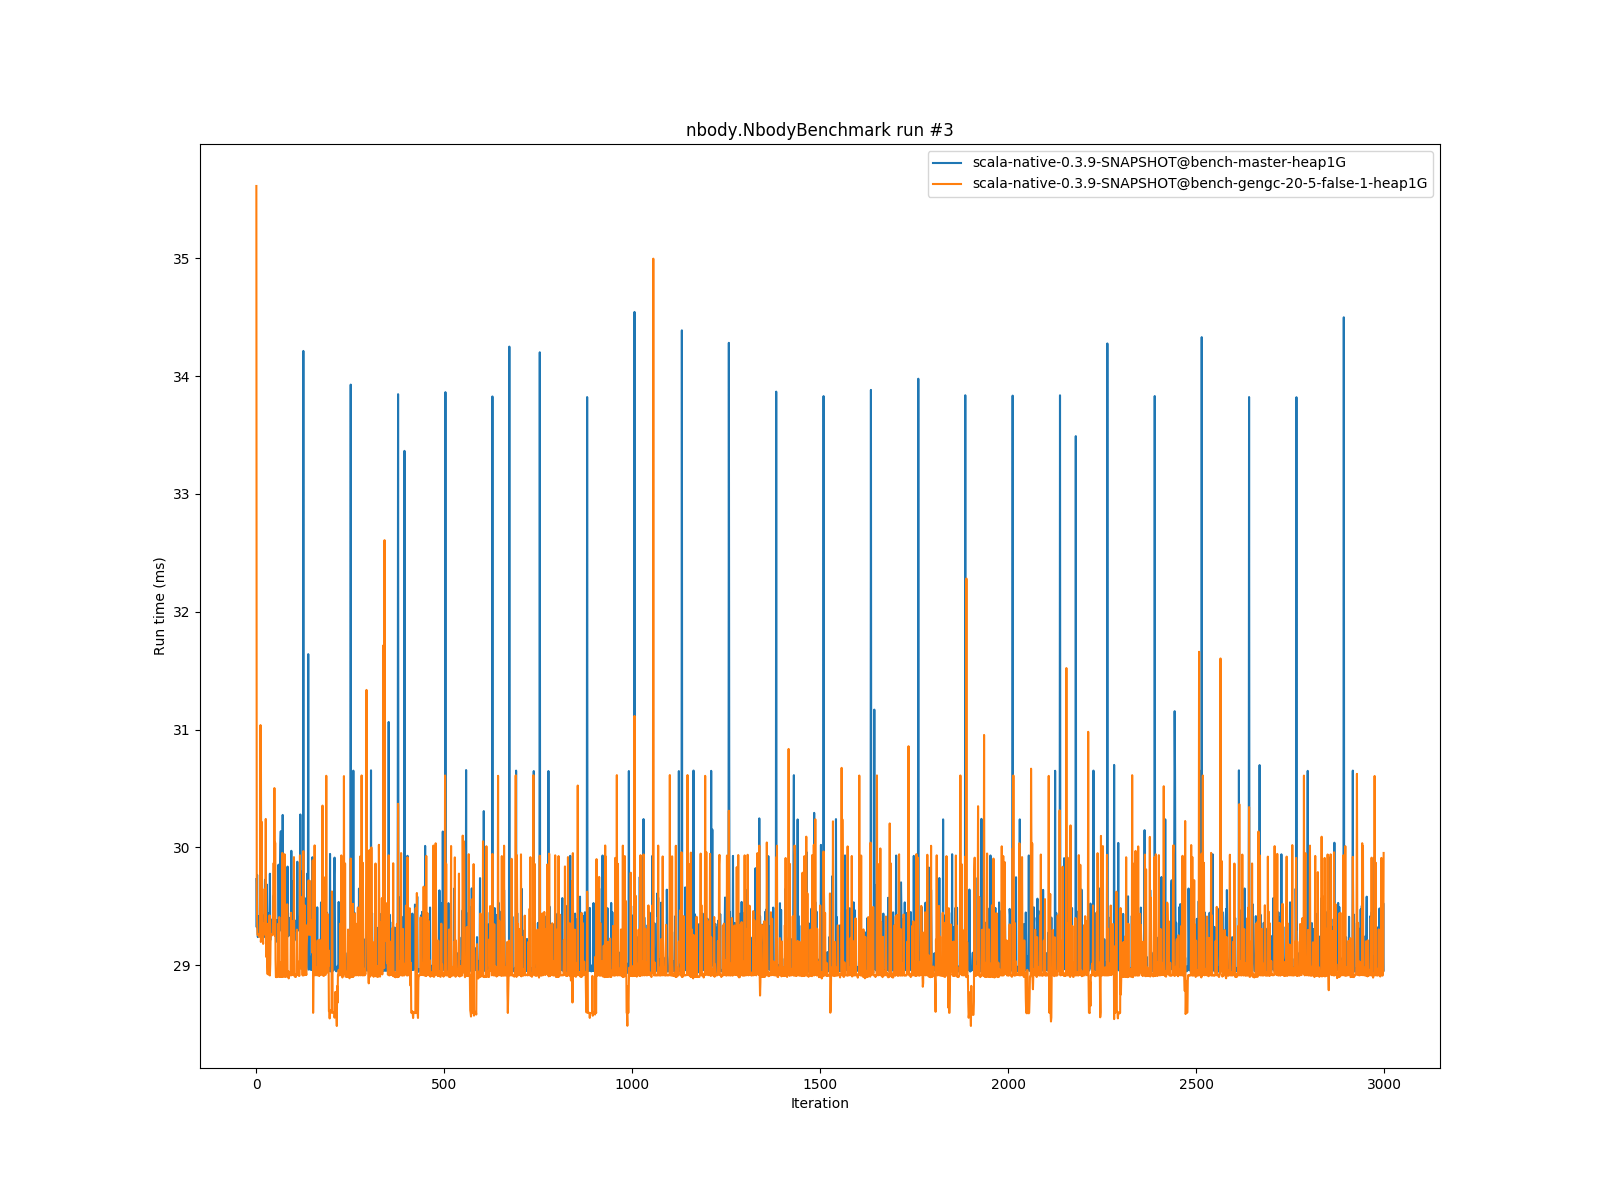 nbody.NbodyBenchmark run #3
scala-native-0.3.9-SNAPSHOT@bench-master-heap1G
scala-native-0.3.9-SNAPSHOT@bench-gengc-20-5-false-1-heap1G
35
34
33
32
31
30
29
Run time (ms)
0 500 1000 1500 2000 2500 3000
Iteration